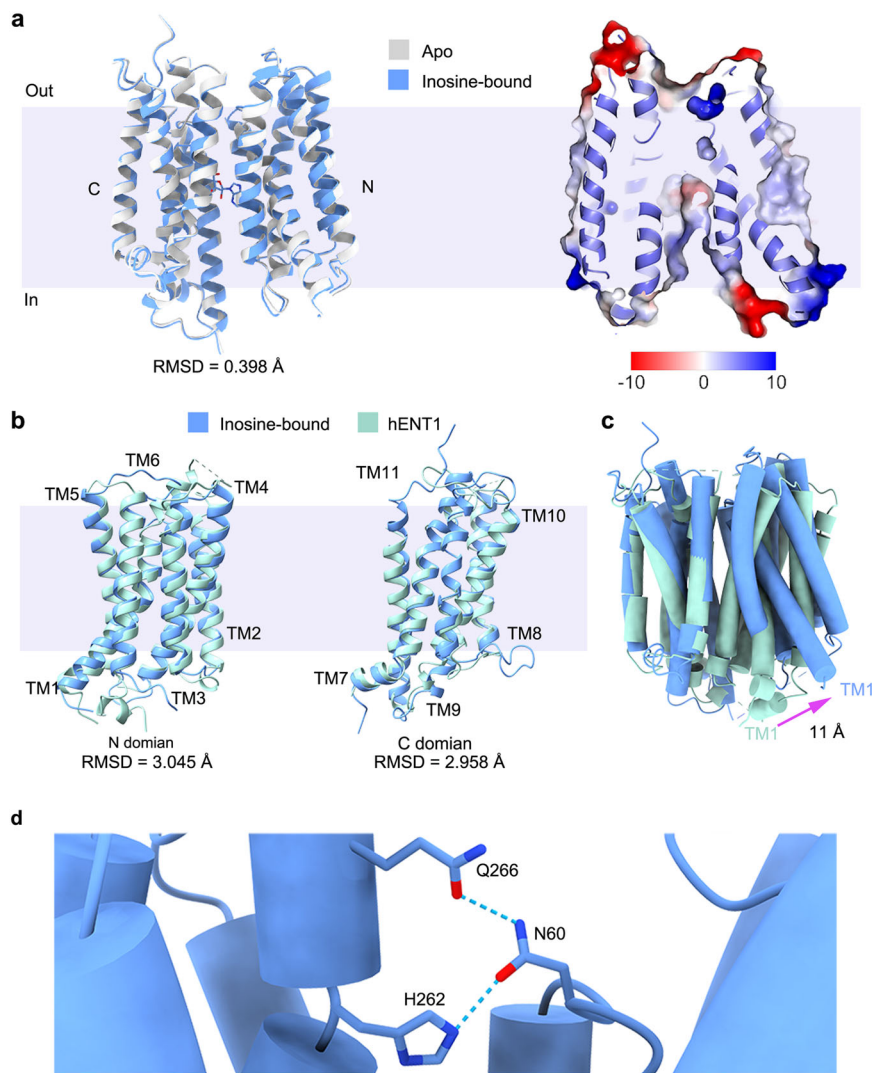 a
Apo
Inosine-bound
Out
C
N
In
RMSD = 0.398 Å
-10
0
10
b
Inosine-bound
hENT1
c
TM6
TM5
TM4
TM11
TM10
TM2
TM8
TM1
TM3
TM7
TM9
N domian
RMSD = 3.045 Å
C domian
RMSD = 2.958 Å
TM1
TM1
11 Å
d
Q266
N60
H262